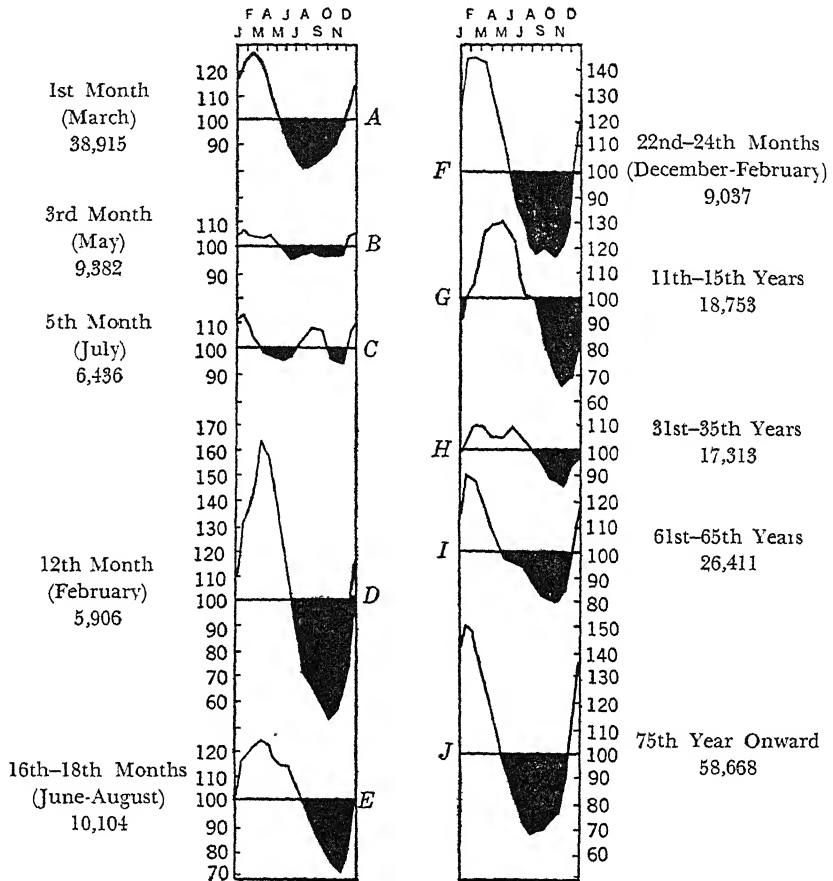 F A J A O D
J M M J S N
120
110
100
90
1st Month
(March)
38,915
A
110
100
90
3rd Month
(May)
9,382
B
110
100
90
5th Month
(July)
6,436
C
170
160
150
140
130
120
110
100
90
80
70
60
12th Month
(February)
5,906
D
120
110
100
90
80
70
16th–18th Months
(June-August)
10,104
E
F A J A O D
J M M J S N
140
130
120
110
100
90
F
22nd–24th Months
(December-February)
9,037
130
120
110
100
90
80
70
60
G
11th–15th Years
18,753
110
100
90
H
31st–35th Years
17,313
120
110
100
90
80
I
61st–65th Years
26,411
150
140
130
120
110
100
90
80
70
60
J
75th Year Onward
58,668